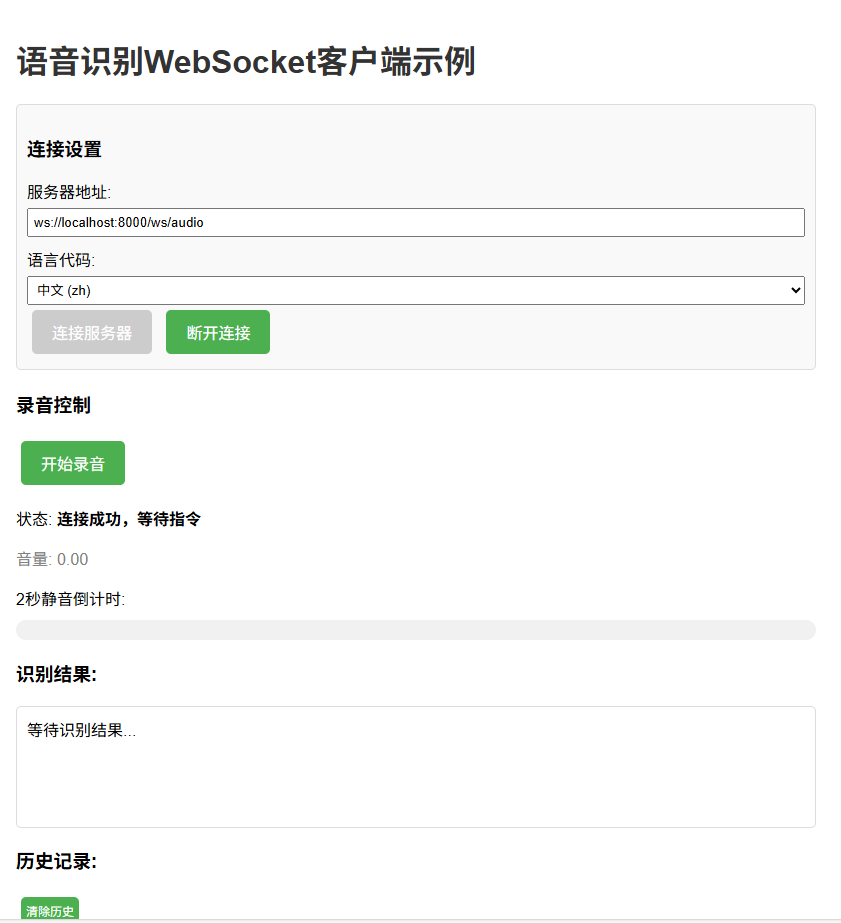 语音识别WebSocket客户端示例
连接设置
服务器地址:
ws://localhost:8000/ws/audio
语言代码:
中文 (zh)
连接服务器 断开连接
录音控制
开始录音
状态: 连接成功，等待指令
音量: 0.00
2秒静音倒计时:
识别结果:
等待识别结果...
历史记录:
清除历史